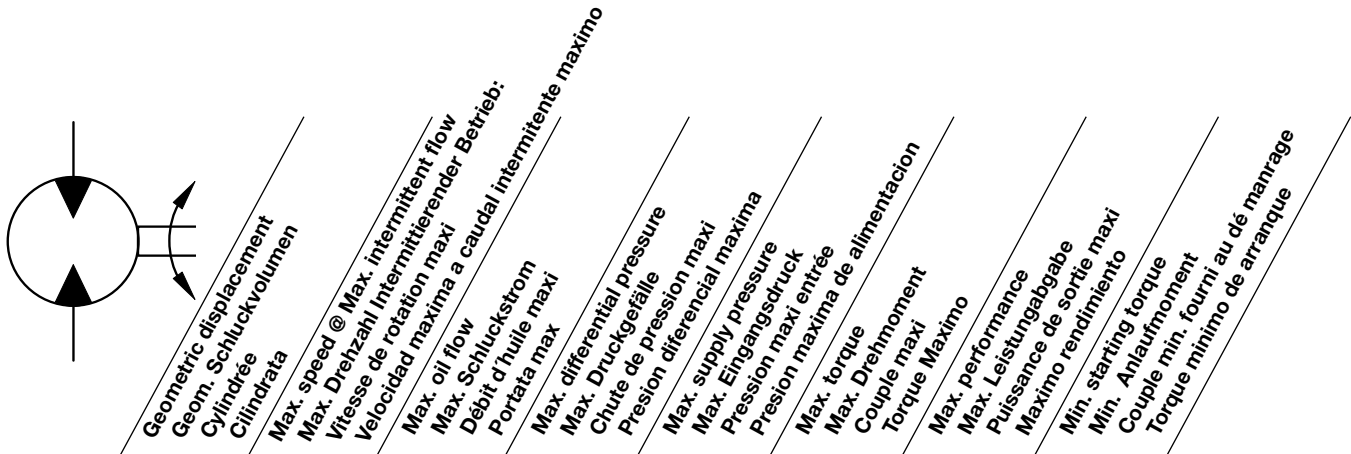 Geometric displacement
Geom. Schluckvolumen
Cylindrée
Cilindrata
Max. speed @ Max. intermittent flow
Max. Drehzahl Intermittierender Betrieb:
Vitesse de rotation maxi
Velocidad maxima a caudal intermitente maximo
Max. oil flow
Max. Schluckstrom
Débit d'huile maxi
Portata max
Max. differential pressure
Max. Druckgefälle
Chute de pression maxi
Presion diferencial maxima
Max. supply pressure
Max. Eingangsdruck
Pression maxi entrée
Presion maxima de alimentacion
Max. torque
Max. Drehmoment
Couple maxi
Torque Maximo
Max. performance
Max. Leistungabgabe
Puissance de sortie maxi
Maximo rendimiento
Min. starting torque
Min. Anlaufmoment
Couple min. fourni au dé manrage
Torque minimo de arranque